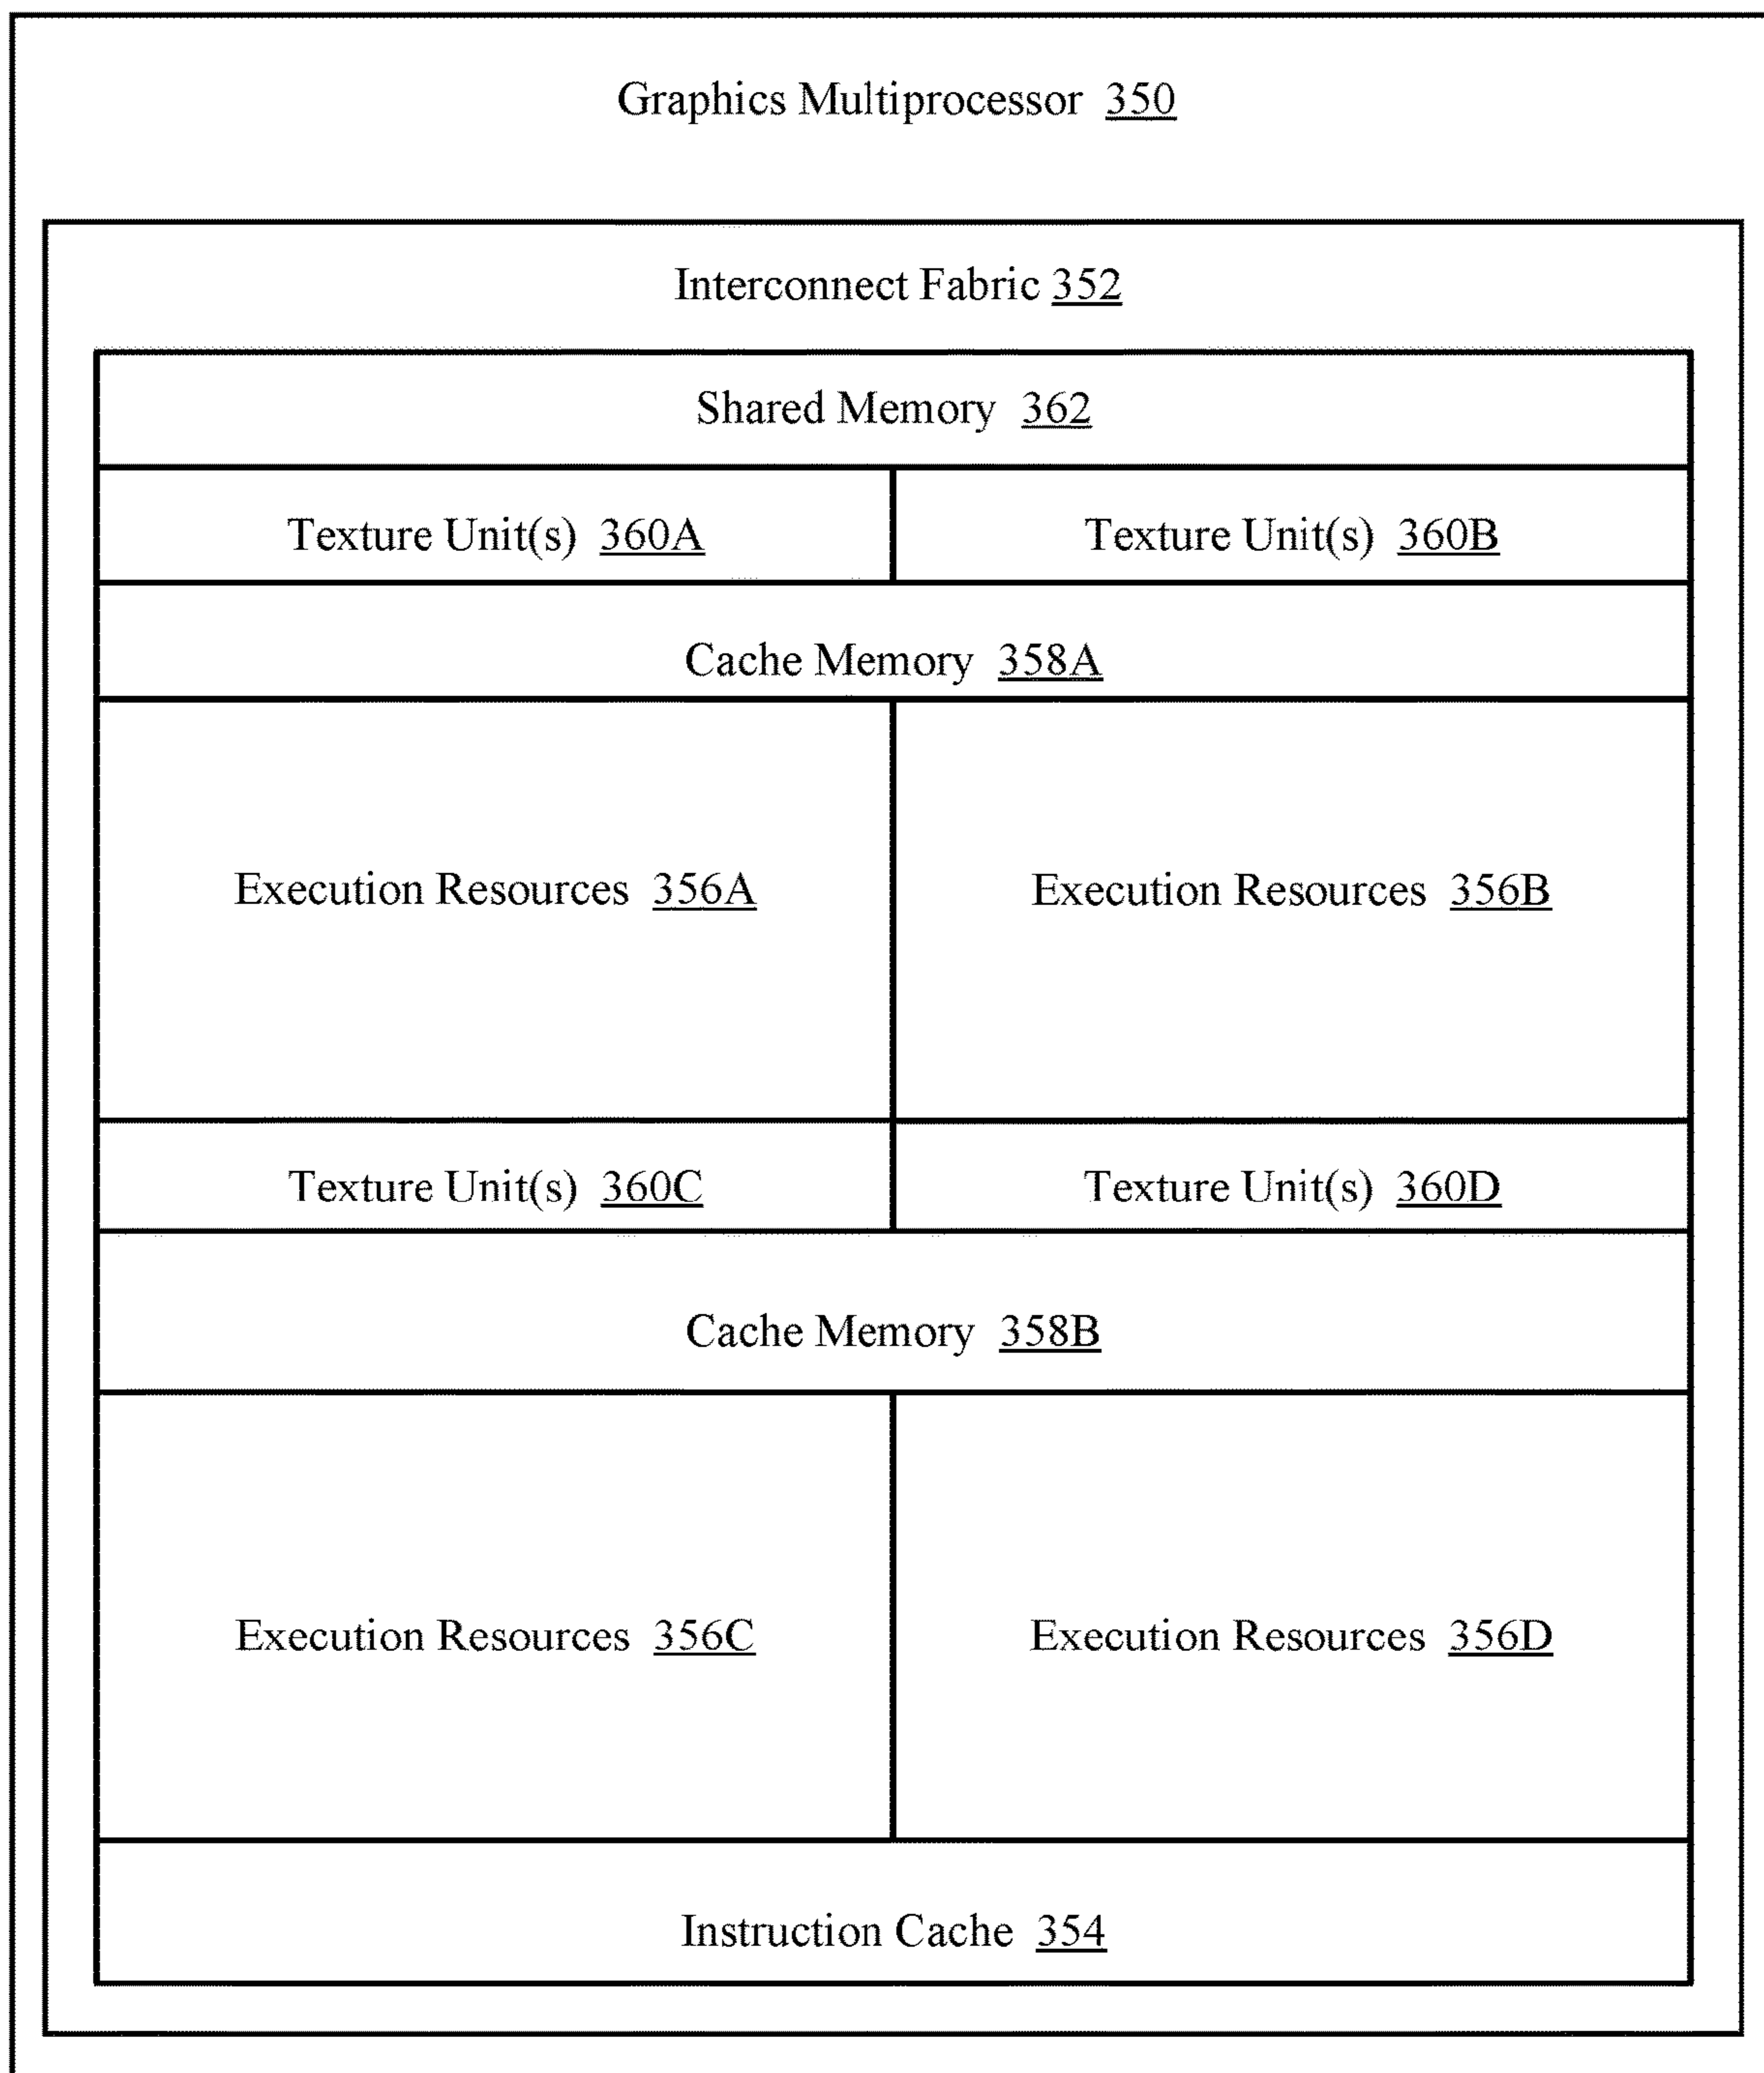 Graphics Multiprocessor 350
Interconnect Fabric 352
Shared Memory 362
Texture Unit(s) 360A
Texture Unit(s) 360B
Cache Memory 358A
Execution Resources 356A
Execution Resources 356B
Texture Unit(s) 360C
Texture Unit(s) 360D
Cache Memory 358B
Execution Resources 356C
Execution Resources 356D
Instruction Cache 354